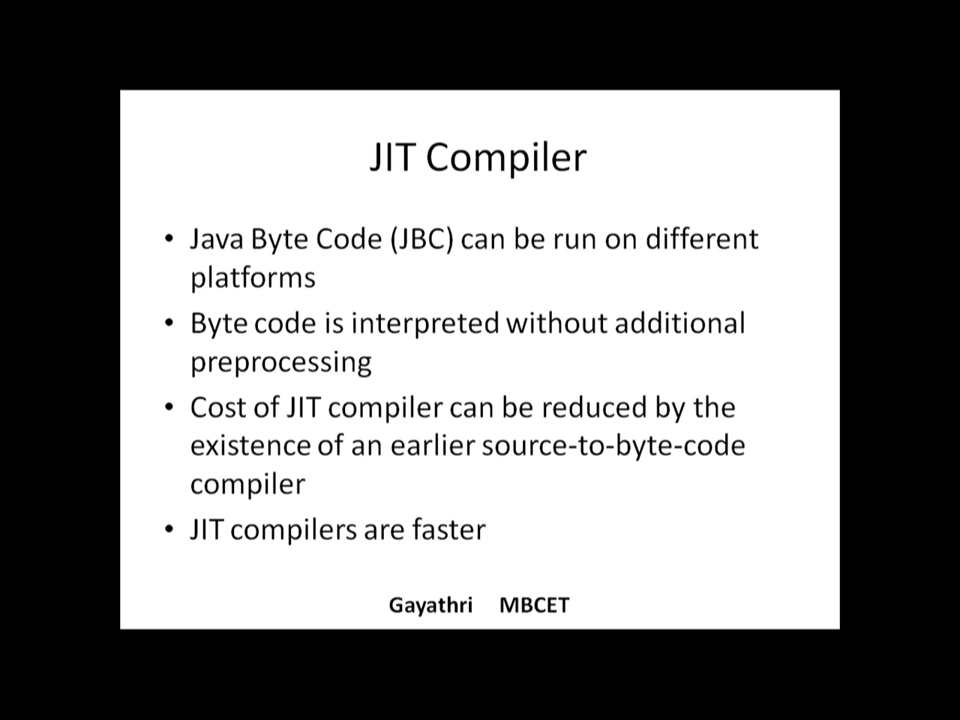 JIT Compiler
• Java Byte Code (JBC) can be run on different
platforms
• Byte code is interpreted without additional
preprocessing
• Cost of JIT compiler can be reduced by the
existence of an earlier source-to-byte-code
compiler
• JIT compilers are faster
Gayathri MBCET